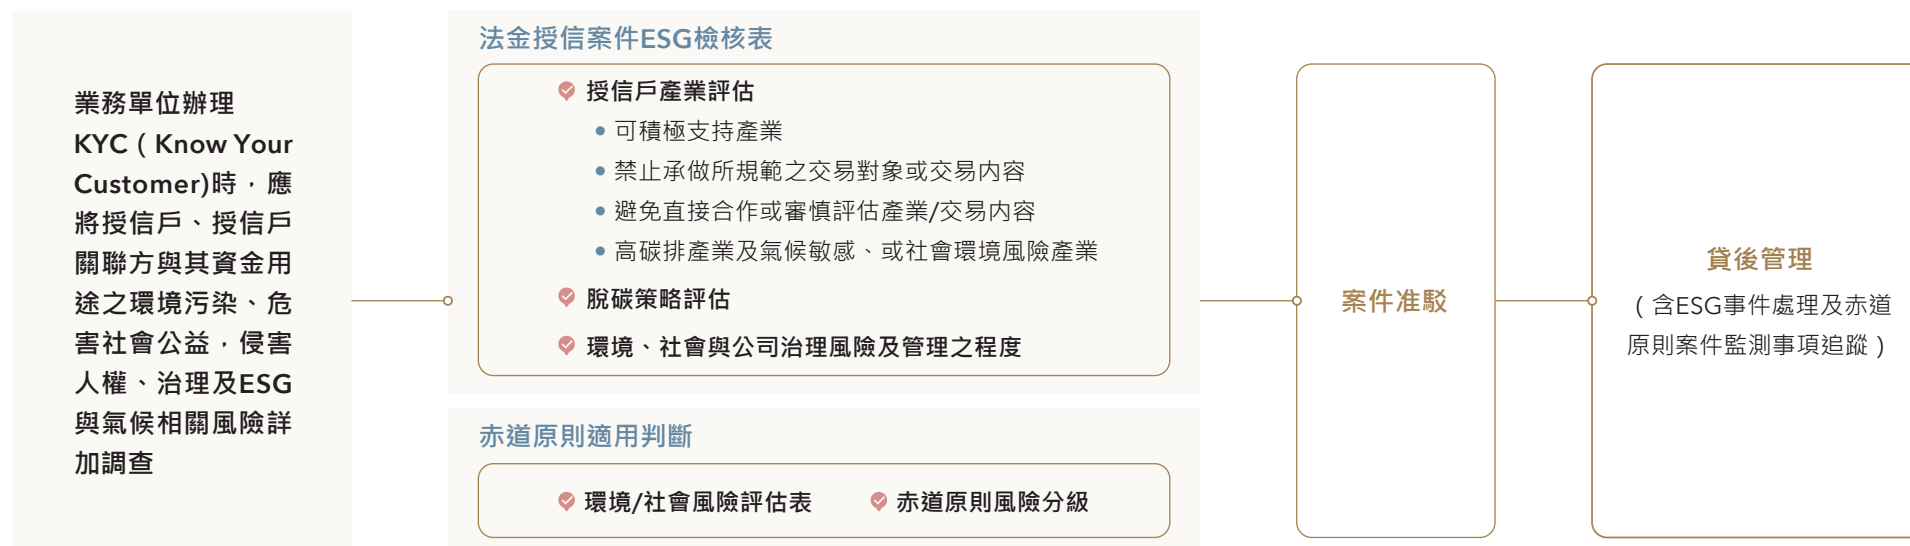 業務單位辦理
KYC ( Know Your
Customer)時，應
將授信戶、授信戶
關聯方與其資金用
途之環境污染、危
害社會公益，侵害
人權、治理及ESG
與氣候相關風險詳
加調查
法金授信案件ESG檢核表
授信戶產業評估
• 可積極支持產業
• 禁止承做所規範之交易對象或交易内容
• 避免直接合作或審慎評估產業/交易内容
• 高碳排產業及氣候敏感、或社會環境風險產業
脫碳策略評估
環境、社會與公司治理風險及管理之程度
赤道原則適用判斷
環境/社會風險評估表
赤道原則風險分級
案件准駁
貸後管理
( 含ESG事件處理及赤道
原則案件監測事項追蹤 )